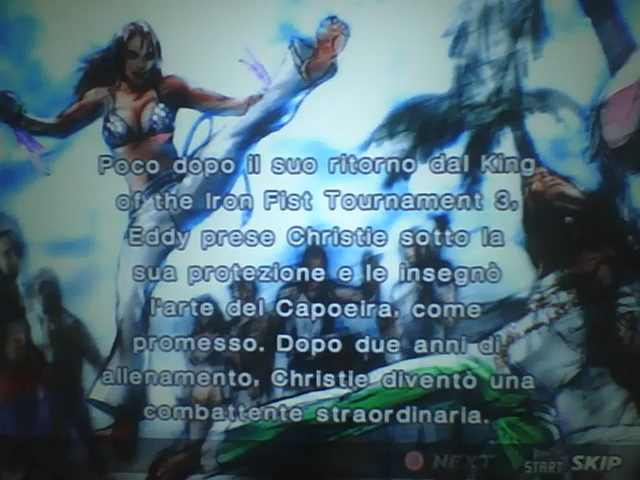 Poco dopo il suo ritorno dal King
of the Iron Fist Tournament 3,
Eddy prese Christie sotto la
sua protezione e le insegnò
l'arte del Capoeira, come
promesso. Dopo due anni di
allenamento, Christie diventò una
combattente straordinaria.
NEXT START SKIP